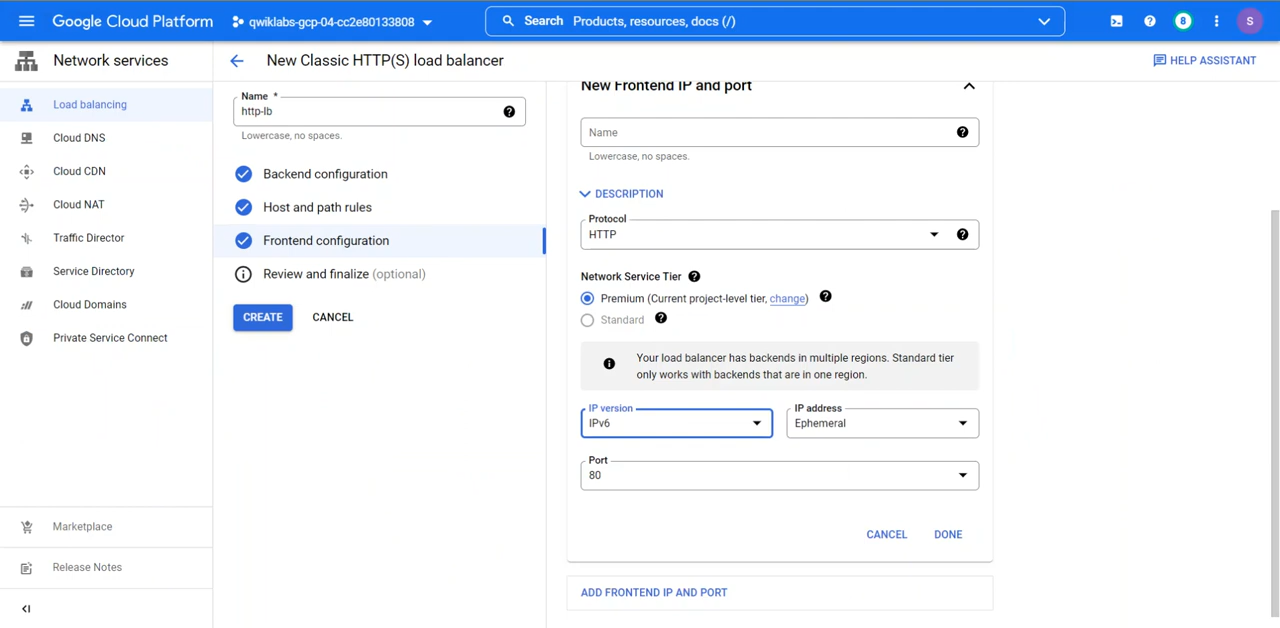 Google Cloud Platform
qwiklabs-gcp-04-cc2e80133808
Search Products, resources, docs (/)
8
S
Network services
New Classic HTTP(S) load balancer
HELP ASSISTANT
Load balancing
Cloud DNS
Cloud CDN
Cloud NAT
Traffic Director
Service Directory
Cloud Domains
Private Service Connect
Marketplace
Release Notes
Name *
http-lb
Lowercase, no spaces.
Backend configuration
Host and path rules
Frontend configuration
Review and finalize (optional)
CREATE
CANCEL
New Frontend IP and port
Name
Lowercase, no spaces.
DESCRIPTION
Protocol
HTTP
Network Service Tier
Premium (Current project-level tier, change)
Standard
Your load balancer has backends in multiple regions. Standard tier
only works with backends that are in one region.
IP version
IPv6
IP address
Ephemeral
Port
80
CANCEL
DONE
ADD FRONTEND IP AND PORT